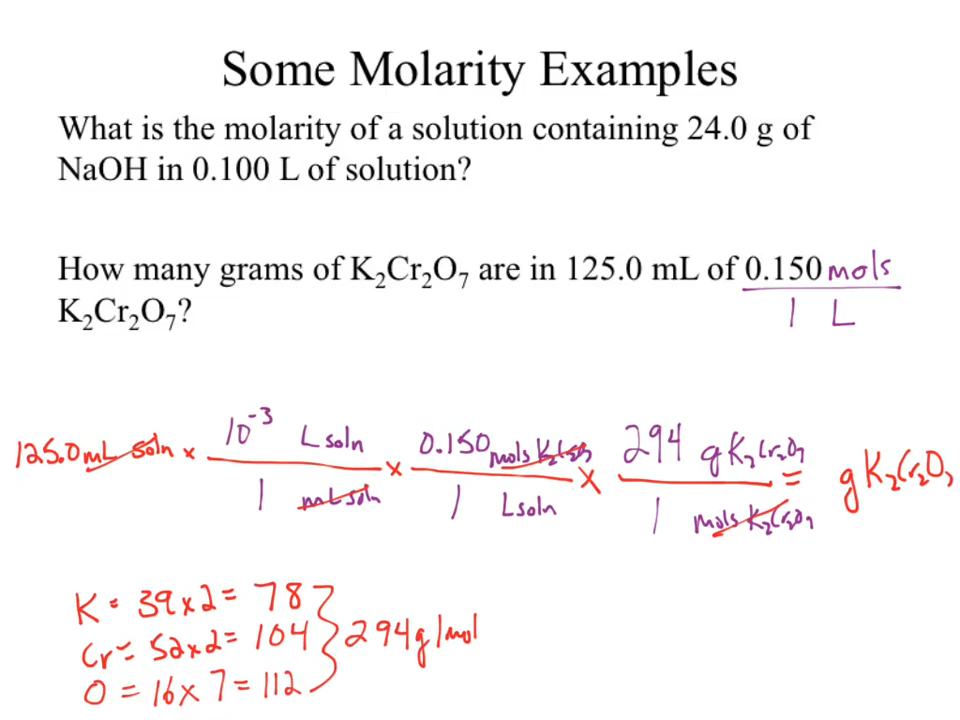 Some Molarity Examples
What is the molarity of a solution containing 24.0 g of
NaOH in 0.100 L of solution?
How many grams of K₂Cr₂O₇ are in 125.0 mL of 0.150 mols
K₂Cr₂O₇? 1 L
125.0 mL soln × 10⁻³ L soln × 0.150 mols K₂Cr₂O₇ × 294 g K₂Cr₂O₇ = g K₂Cr₂O₇
1 mL soln 1 L soln 1 mols K₂Cr₂O₇
K = 39 × 2 = 78
Cr = 52 × 2 = 104 294 g/mol
O = 16 × 7 = 112